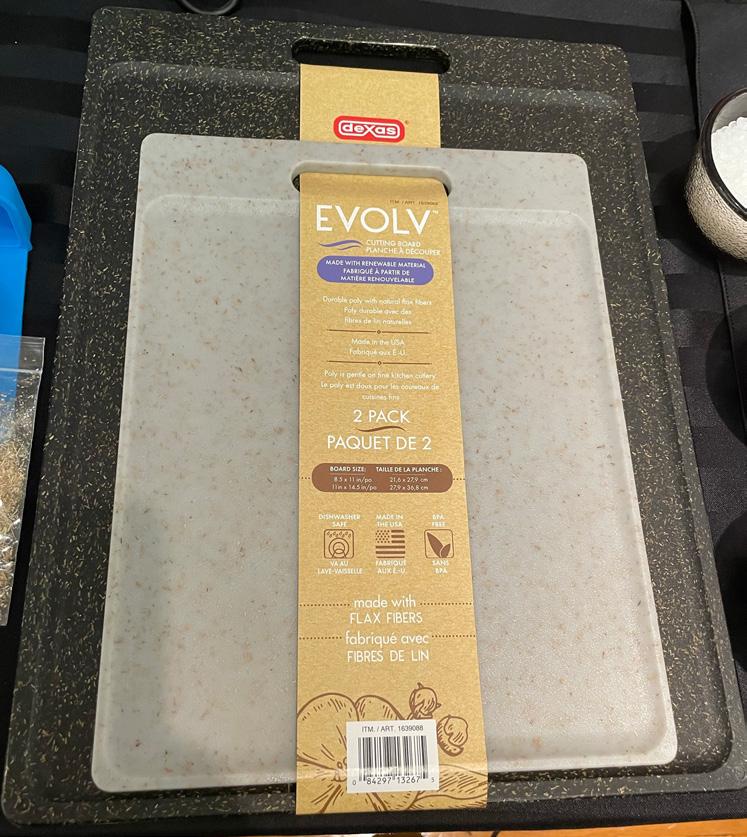 dexas
ITM. / ART. 1639088
EVOLV™
CUTTING BOARD
PLANCHE À DÉCOUPER
MADE WITH RENEWABLE MATERIAL
FABRIQUÉ À PARTIR DE
MATIÈRE RENOUVELABLE
Durable poly with natural flax fibers
Poly durable avec des
fibres de lin naturelles
Made in the USA
Fabriqué aux É.-U.
Poly is gentle on fine kitchen cutlery
Le poly est doux pour les couteaux de
cuisines fins
2 PACK
PAQUET DE 2
BOARD SIZE: TAILLE DE LA PLANCHE :
8.5 x 11 in/po 21,6 x 27,9 cm
11in x 14.5 in/po 27,9 x 36,8 cm
DISHWASHER
SAFE
VA AU
LAVE-VAISSELLE
MADE IN
THE USA
FABRIQUÉ
AUX É.-U.
BPA
FREE
SANS
BPA
made with
FLAX FIBERS
fabriqué avec
FIBRES DE LIN
ITM. / ART. 1639088
0 84297 13267 5